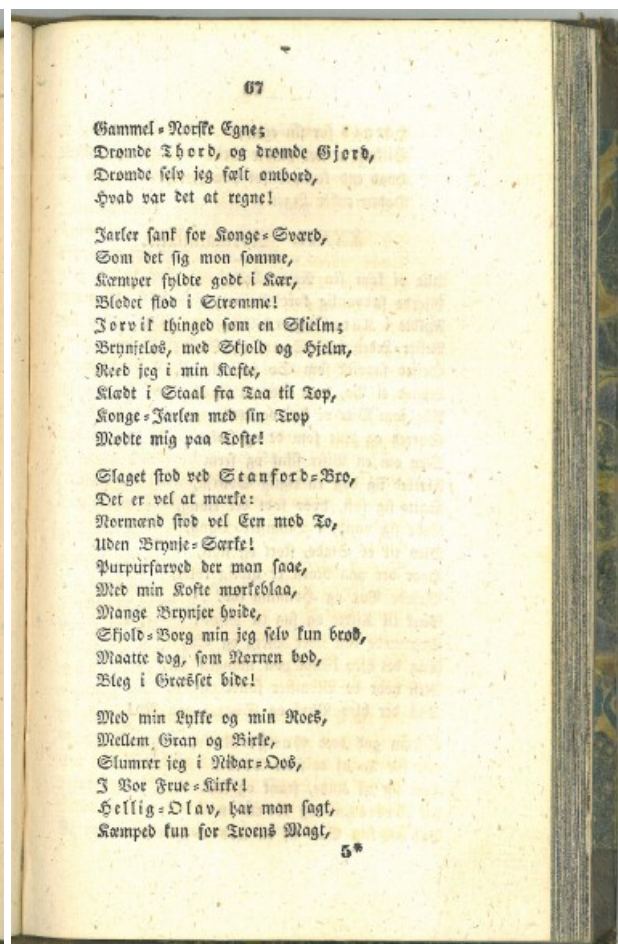 67
Gammel-Norske Egne;
Drømde Thord, og drømde Gjord,
Drømde selv jeg fælt ombord,
Hvad var det at regne!
Jarler sank for Konge-Sværd,
Som det sig mon somme,
Kæmper fyldte godt i Kær,
Blodet flød i Strømme!
Jorvik thinged som en Skielm;
Brynjeløs, med Skjold og Hjelm,
Reed jeg i min Kofte,
Klædt i Staal fra Taa til Top,
Konge-Jarlen med sin Trop
Mødte mig paa Tofte!
Slaget stod ved Stanford-Bro,
Det er vel at mærke:
Normænd stod vel Een mod To,
Uden Brynje-Særke!
Purpurfarved der man saae,
Med min Kofte mørkeblaa,
Mange Brynjer hvide,
Skjold-Borg min jeg selv kun brød,
Maatte dog, som Nornen bød,
Bleg i Græsset bide!
Med min Lykke og min Roes,
Mellem Gran og Birke,
Slumrer jeg i Nidar-Oos,
I Vor Frue-Kirke!
Hellig-Olav, har man sagt,
Kæmped kun for Troens Magt,
5*